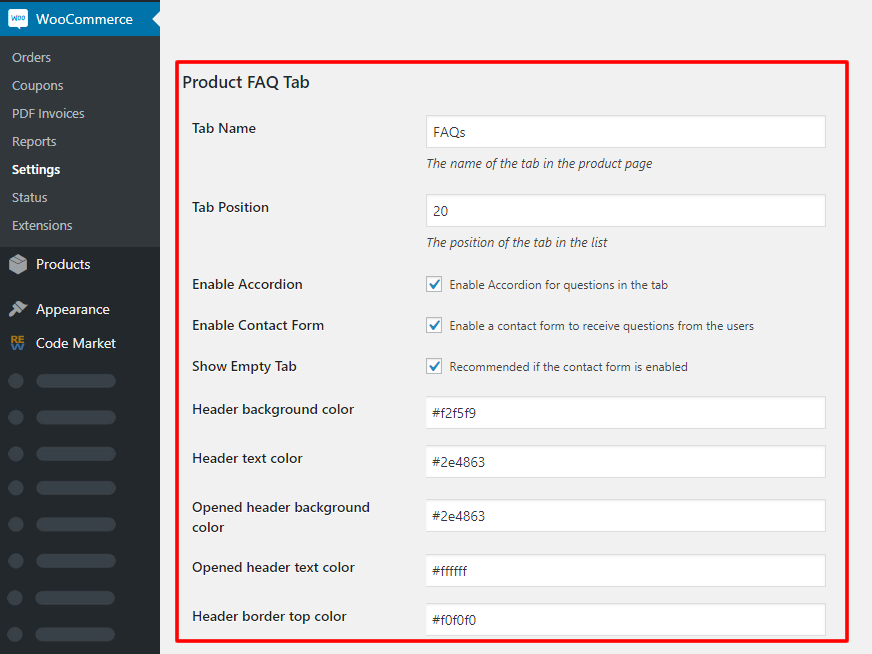 woo WooCommerce
Orders
Coupons
PDF Invoices
Reports
Settings
Status
Extensions
Products
Appearance
REW Code Market
Product FAQ Tab
Tab Name
FAQs
The name of the tab in the product page
Tab Position
20
The position of the tab in the list
Enable Accordion
Enable Accordion for questions in the tab
Enable Contact Form
Enable a contact form to receive questions from the users
Show Empty Tab
Recommended if the contact form is enabled
Header background color
#f2f5f9
Header text color
#2e4863
Opened header background
color
#2e4863
Opened header text color
#ffffff
Header border top color
#f0f0f0